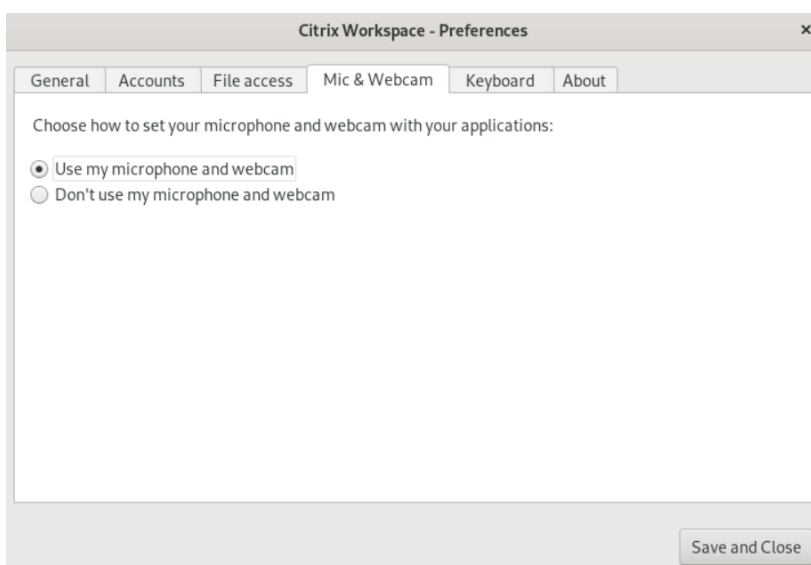 Citrix Workspace - Preferences ×
General Accounts File access Mic & Webcam Keyboard About
Choose how to set your microphone and webcam with your applications:
Use my microphone and webcam
Don't use my microphone and webcam
Save and Close